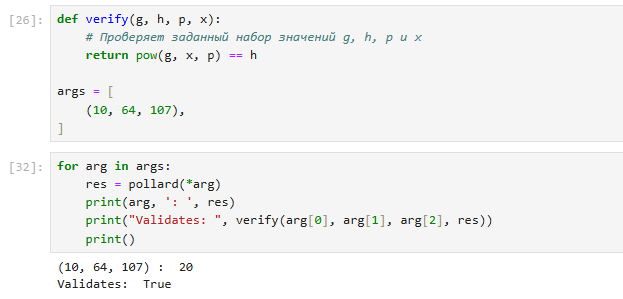 [26]: def verify(g, h, p, x):
# Проверяет заданный набор значений g, h, p и x
return pow(g, x, p) == h
args = [
(10, 64, 107),
]
[32]: for arg in args:
res = pollard(*arg)
print(arg, ': ', res)
print("Validates: ", verify(arg[0], arg[1], arg[2], res))
print()
(10, 64, 107) :  20
Validates:  True